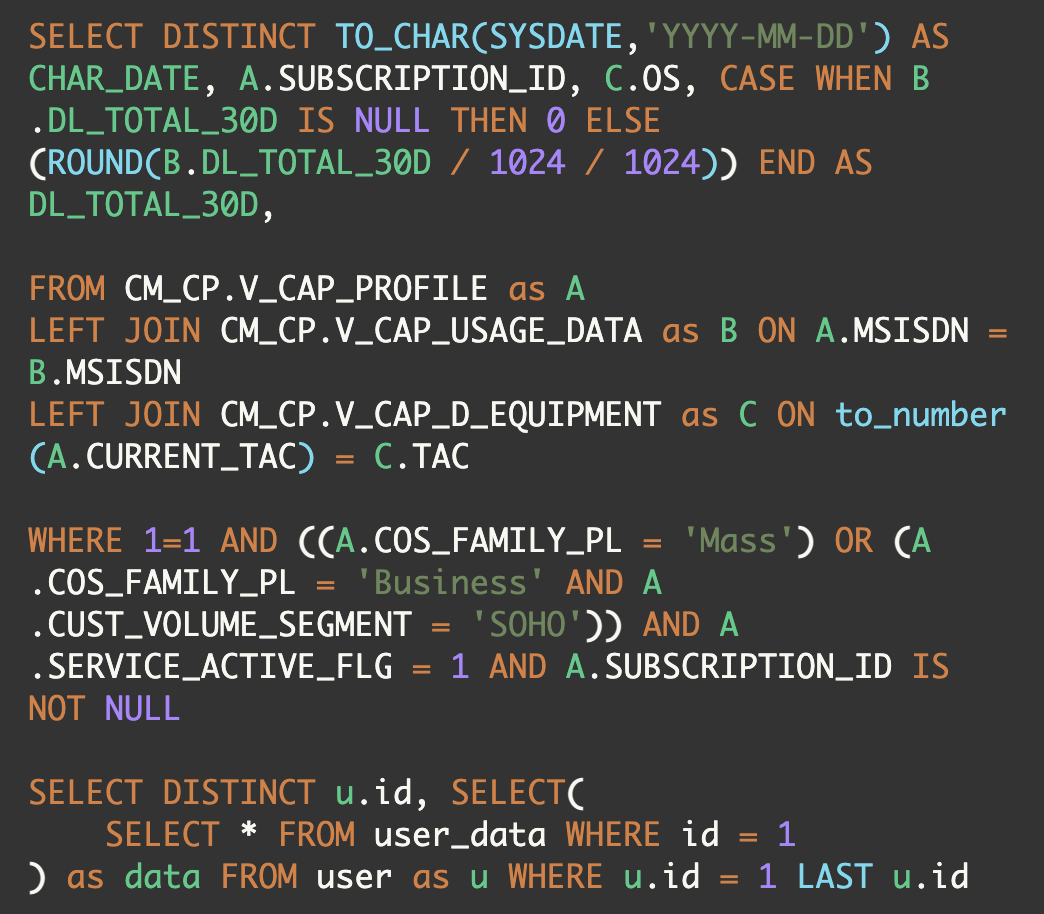 SELECT DISTINCT TO_CHAR(SYSDATE,'YYYY-MM-DD') AS
CHAR_DATE, A.SUBSCRIPTION_ID, C.OS, CASE WHEN B
.DL_TOTAL_30D IS NULL THEN 0 ELSE
(ROUND(B.DL_TOTAL_30D / 1024 / 1024)) END AS
DL_TOTAL_30D,

FROM CM_CP.V_CAP_PROFILE as A
LEFT JOIN CM_CP.V_CAP_USAGE_DATA as B ON A.MSISDN =
B.MSISDN
LEFT JOIN CM_CP.V_CAP_D_EQUIPMENT as C ON to_number
(A.CURRENT_TAC) = C.TAC

WHERE 1=1 AND ((A.COS_FAMILY_PL = 'Mass') OR (A
.COS_FAMILY_PL = 'Business' AND A
.CUST_VOLUME_SEGMENT = 'SOHO')) AND A
.SERVICE_ACTIVE_FLG = 1 AND A.SUBSCRIPTION_ID IS
NOT NULL

SELECT DISTINCT u.id, SELECT(
    SELECT * FROM user_data WHERE id = 1
) as data FROM user as u WHERE u.id = 1 LAST u.id